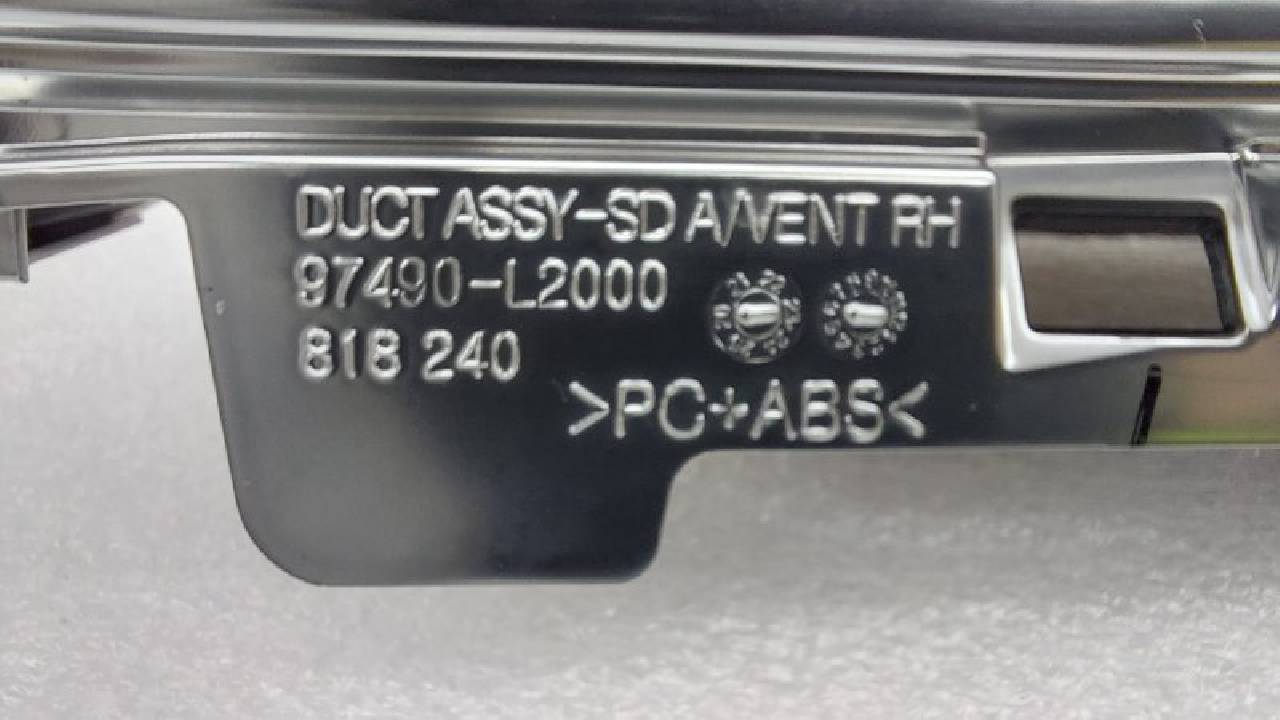 DUCT ASSY-SD A/VENT RH
97490-L2000
818 240
>PC+ABS<